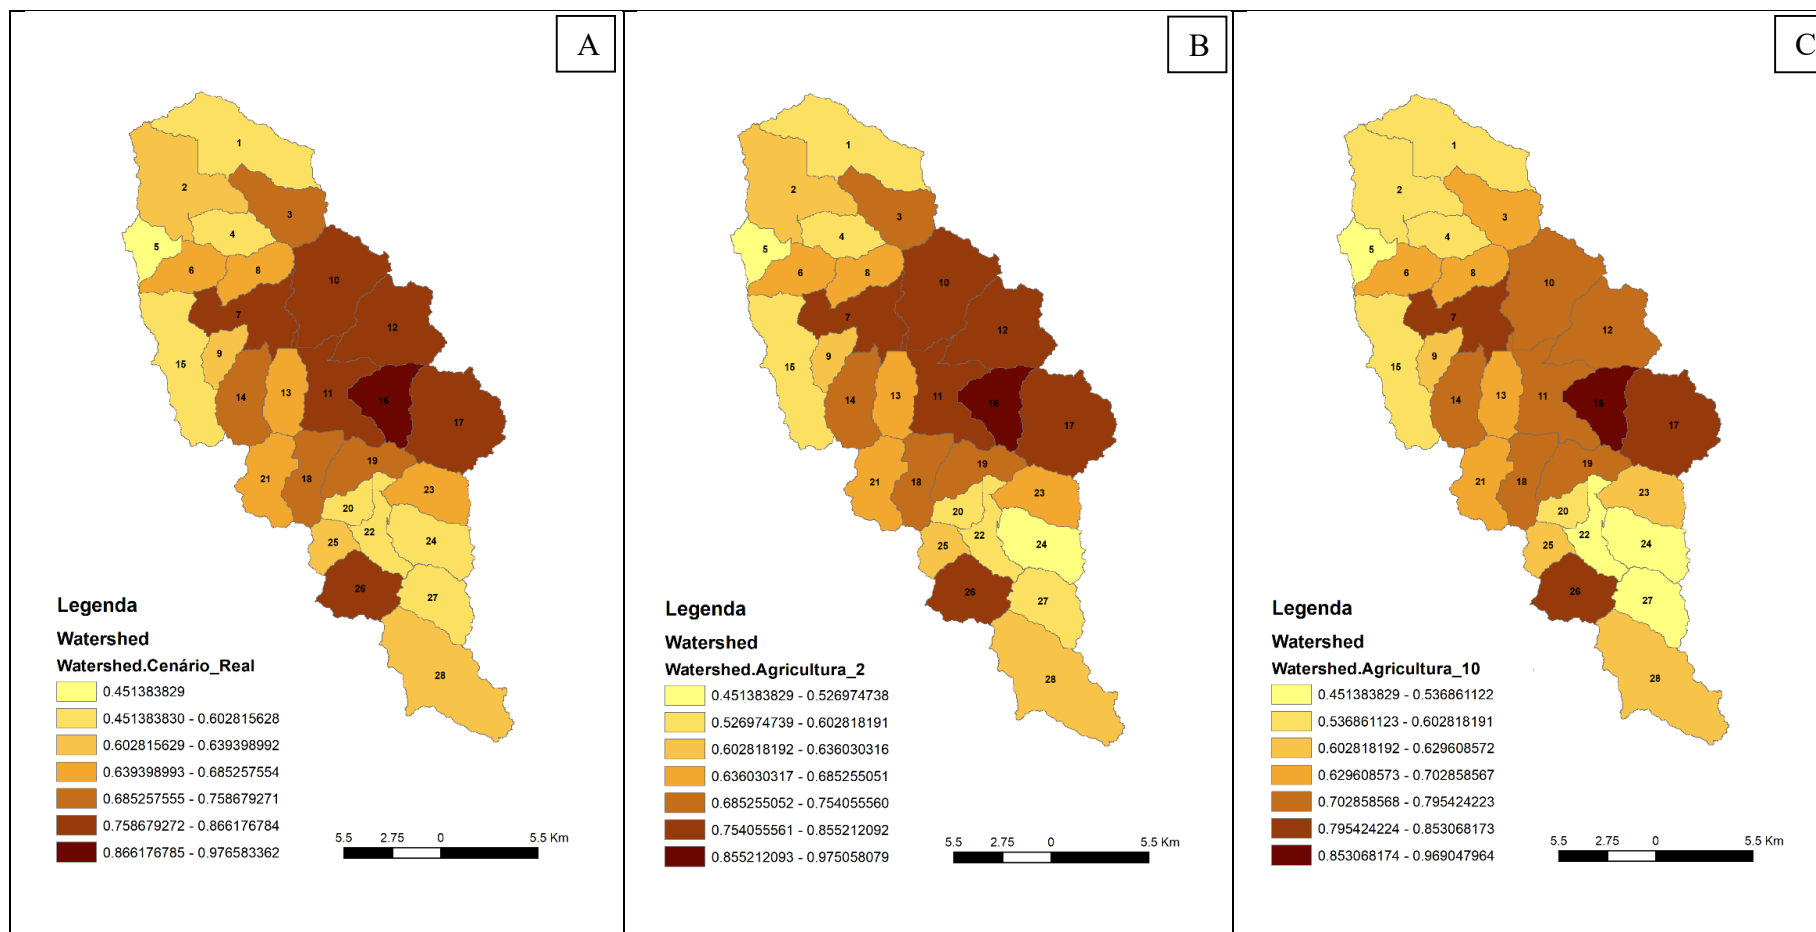 A
1
2
3
4
5
6
8
10
7
12
9
15
14
13
11
16
17
19
21
18
23
20
22
25
24
26
27
28
Legenda
Watershed
Watershed.Cenário_Real
0.451383829
0.451383830 - 0.602815628
0.602815629 - 0.639398992
0.639398993 - 0.685257554
0.685257555 - 0.758679271
0.758679272 - 0.866176784
0.866176785 - 0.976583362
5.5 2.75 0 5.5 Km
B
1
2
3
4
5
6
8
10
7
12
9
15
14
13
11
16
17
19
21
18
23
20
22
25
24
26
27
28
Legenda
Watershed
Watershed.Agricultura_2
0.451383829 - 0.526974738
0.526974739 - 0.602818191
0.602818192 - 0.636030316
0.636030317 - 0.685255051
0.685255052 - 0.754055560
0.754055561 - 0.855212092
0.855212093 - 0.975058079
5.5 2.75 0 5.5 Km
C
1
2
3
4
5
6
8
10
7
12
9
15
14
13
11
16
17
19
21
18
23
20
22
25
24
26
27
28
Legenda
Watershed
Watershed.Agricultura_10
0.451383829 - 0.536861122
0.536861123 - 0.602818191
0.602818192 - 0.629608572
0.629608573 - 0.702858567
0.702858568 - 0.795424223
0.795424224 - 0.853068173
0.853068174 - 0.969047964
5.5 2.75 0 5.5 Km